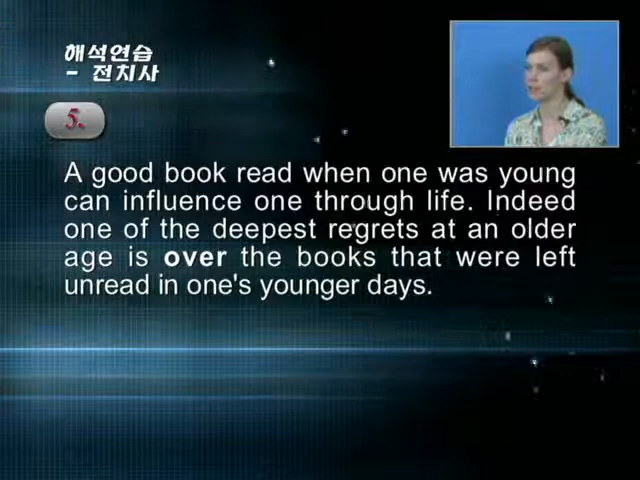 해석연습
- 전치사
5.
A good book read when one was young
can influence one through life. Indeed
one of the deepest regrets at an older
age is over the books that were left
unread in one's younger days.